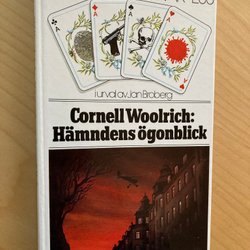 i urval av Jan Broberg
Cornell Woolrich:
Hämndens ögonblick